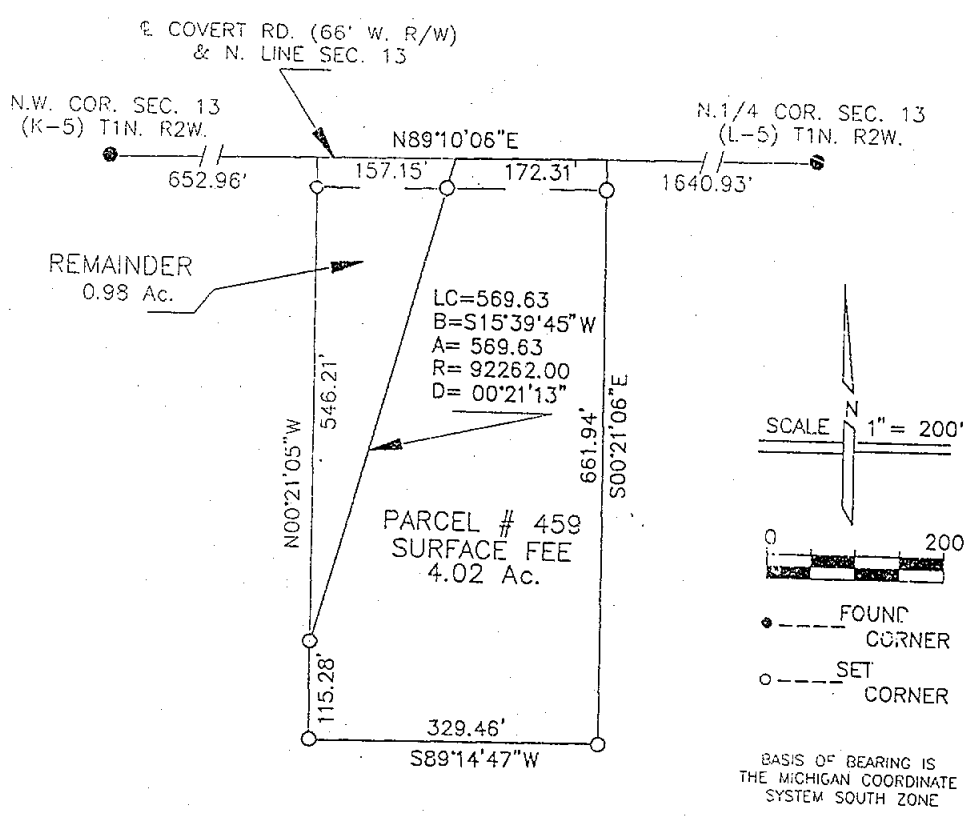 ℄ COVERT RD. (66' W. R/W)
& N. LINE SEC. 13
N.W. COR. SEC. 13
(K-5) T1N. R2W.
N.1/4 COR. SEC. 13
(L-5) T1N. R2W.
N89°10'06"E
652.96'
157.15'
172.31'
1640.93'
REMAINDER
0.98 Ac.
LC=569.63
B=S15°39'45"W
A= 569.63
R= 92262.00
D= 00°21'13"
546.21'
N00°21'05"W
661.94'
S00°21'06"E
PARCEL # 459
SURFACE FEE
4.02 Ac.
115.28'
329.46'
S89°14'47"W
N
SCALE 1"= 200'
0 200
FOUND
CORNER
SET
CORNER
BASIS OF BEARING IS
THE MICHIGAN COORDINATE
SYSTEM SOUTH ZONE